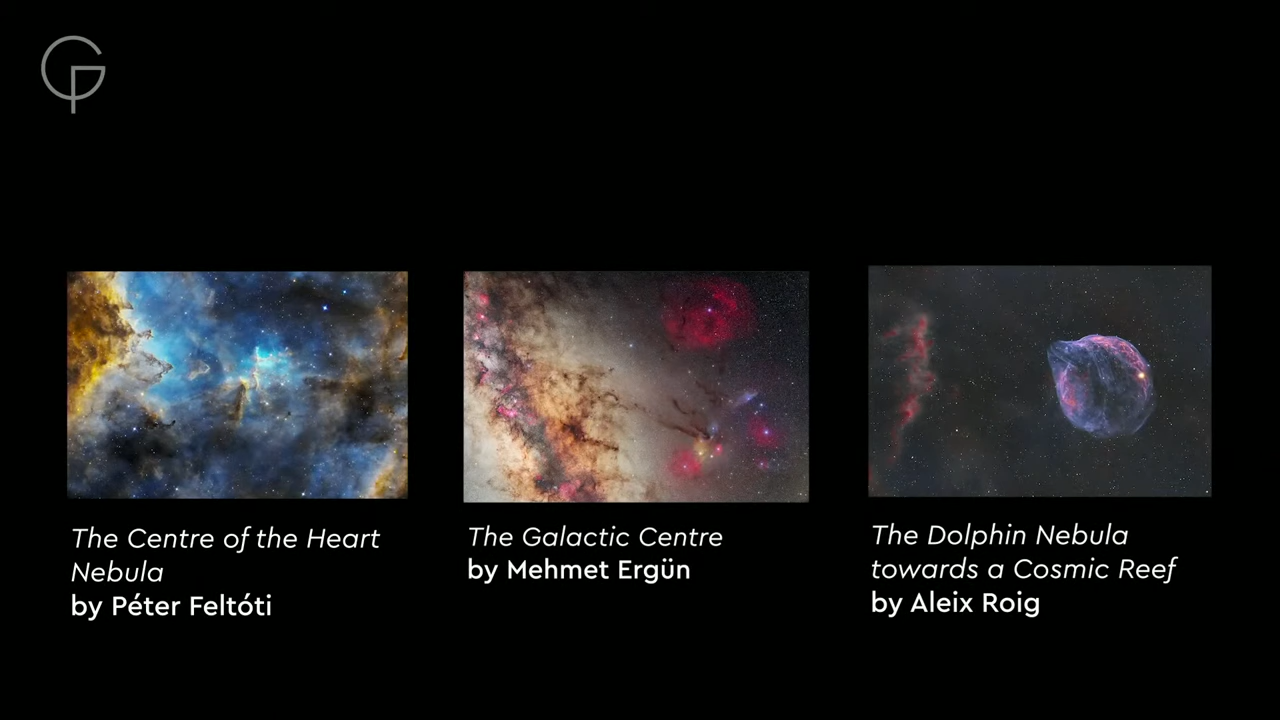 The Centre of the Heart
Nebula
by Péter Feltóti
The Galactic Centre
by Mehmet Ergün
The Dolphin Nebula
towards a Cosmic Reef
by Aleix Roig